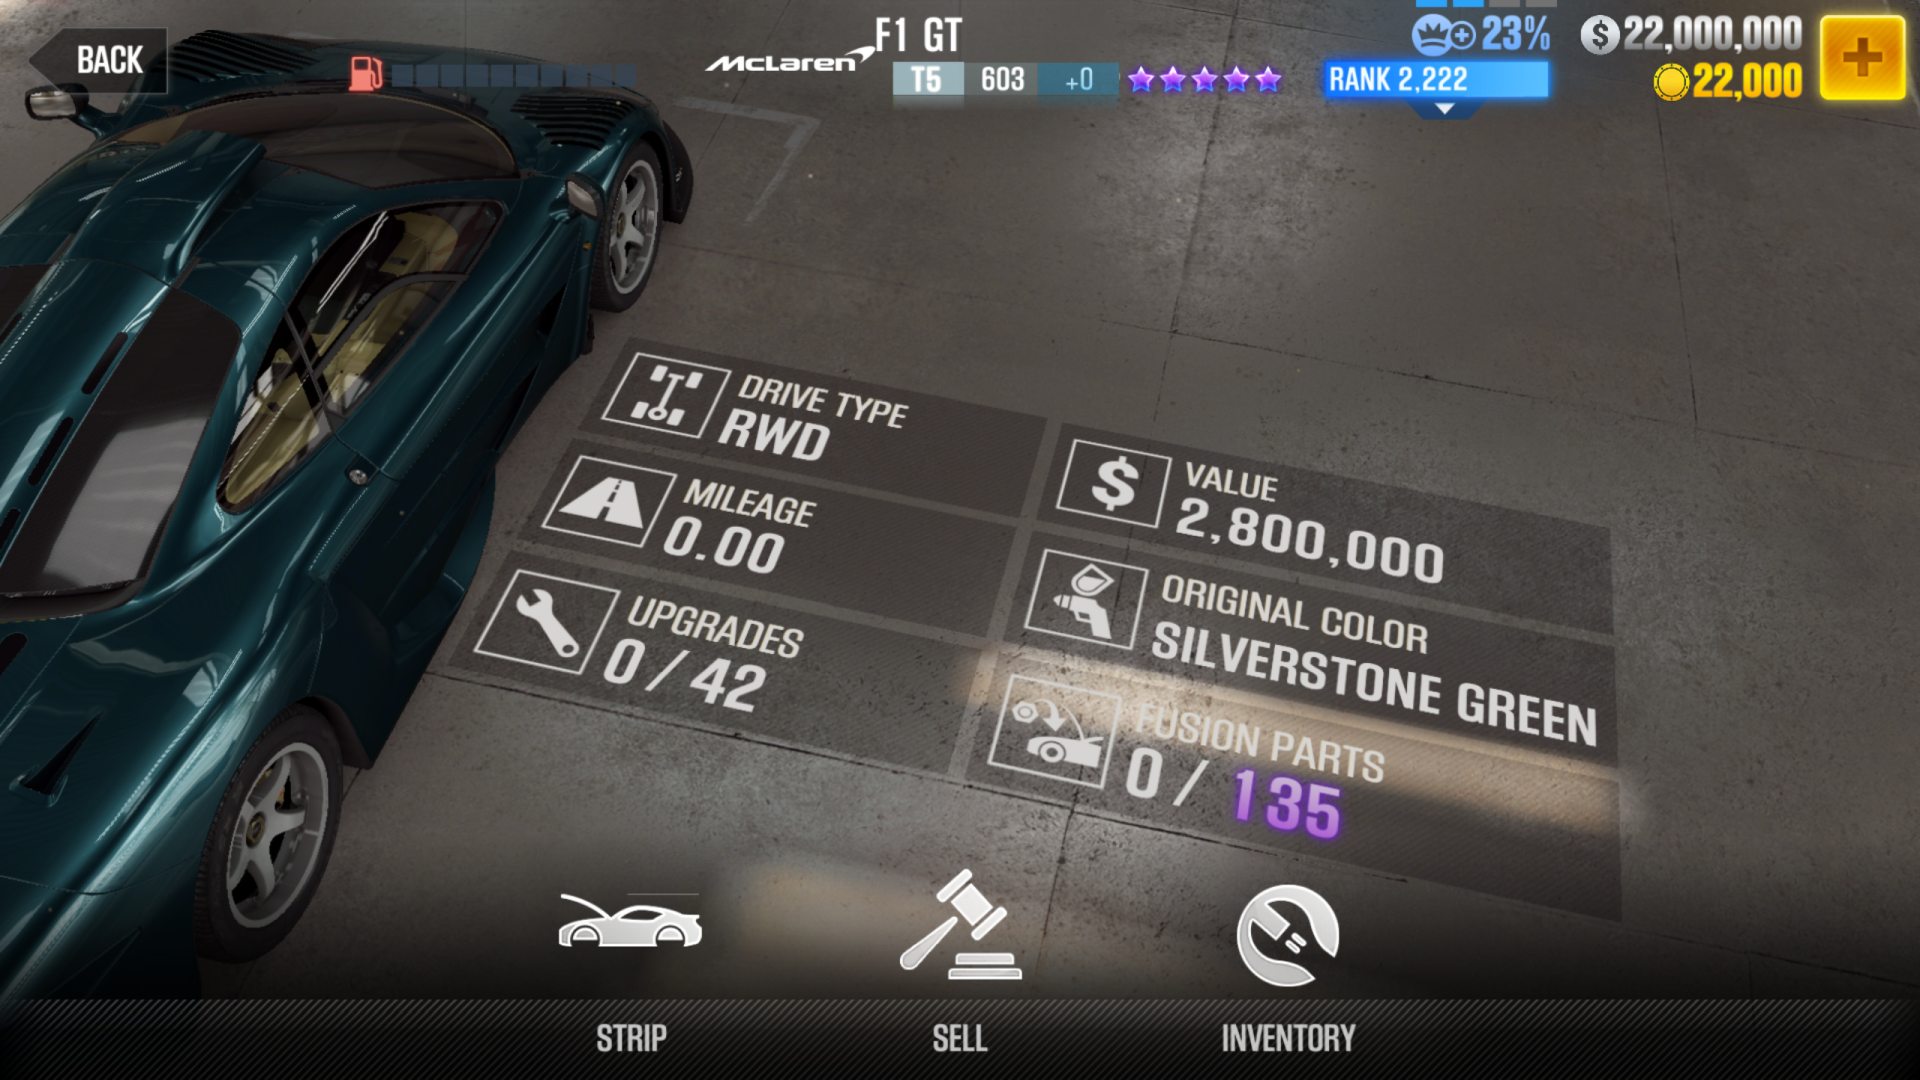 BACK
McLaren
F1 GT
T5 603 +0
23%
RANK 2,222
$ 22,000,000
22,000
DRIVE TYPE
RWD
MILEAGE
0.00
UPGRADES
0 / 42
$ VALUE
2,800,000
ORIGINAL COLOR
SILVERSTONE GREEN
FUSION PARTS
0 / 135
STRIP
SELL
INVENTORY